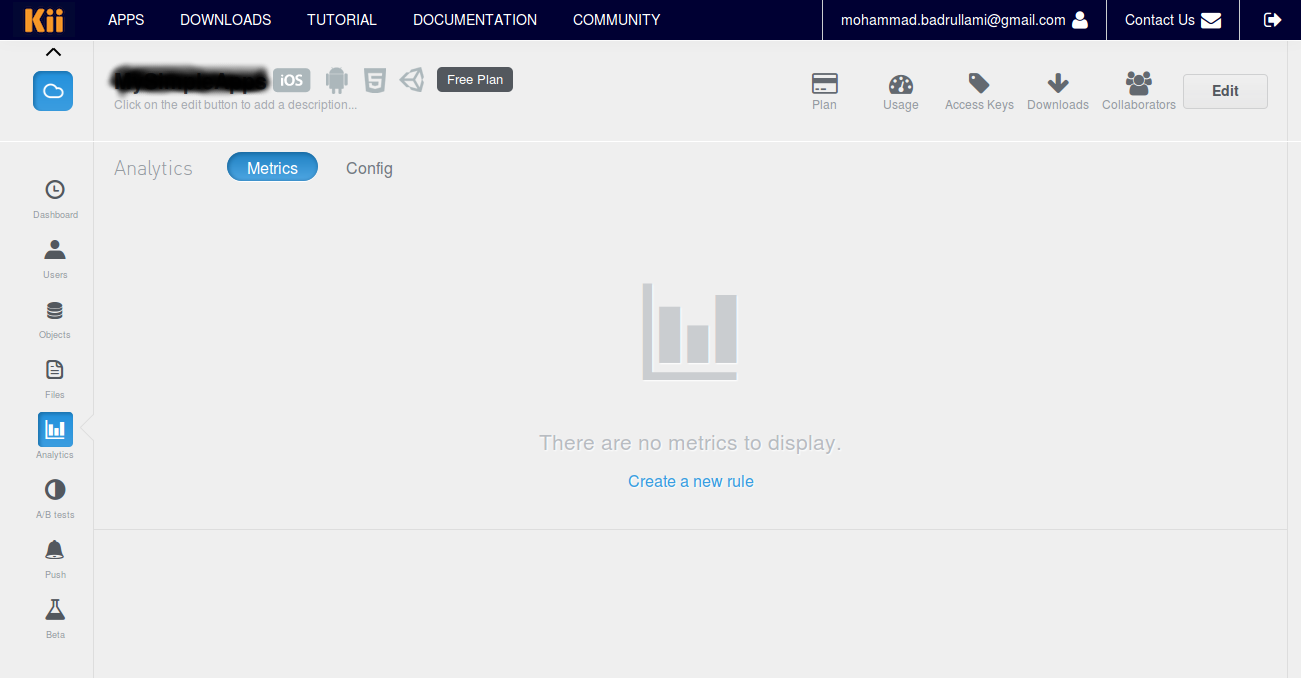 Kii APPS DOWNLOADS TUTORIAL DOCUMENTATION COMMUNITY mohammad.badrullami@gmail.com Contact Us
iOS Free Plan
Click on the edit button to add a description...
Plan Usage Access Keys Downloads Collaborators Edit
Analytics Metrics Config
Dashboard
Users
Objects
Files
Analytics
A/B tests
Push
Beta
There are no metrics to display.
Create a new rule